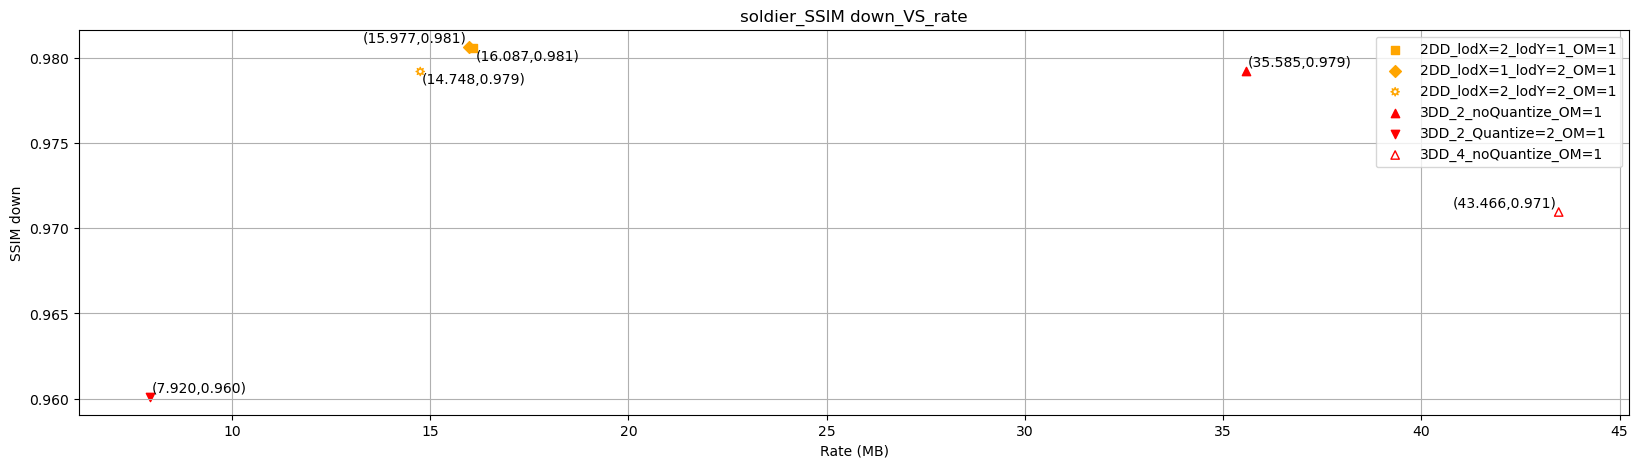 soldier_SSIM down_VS_rate
(15.977,0.981)
(16.087,0.981)
(14.748,0.979)
(35.585,0.979)
(43.466,0.971)
(7.920,0.960)
2DD_lodX=2_lodY=1_OM=1
2DD_lodX=1_lodY=2_OM=1
2DD_lodX=2_lodY=2_OM=1
3DD_2_noQuantize_OM=1
3DD_2_Quantize=2_OM=1
3DD_4_noQuantize_OM=1
SSIM down
0.980
0.975
0.970
0.965
0.960
10 15 20 25 30 35 40 45
Rate (MB)